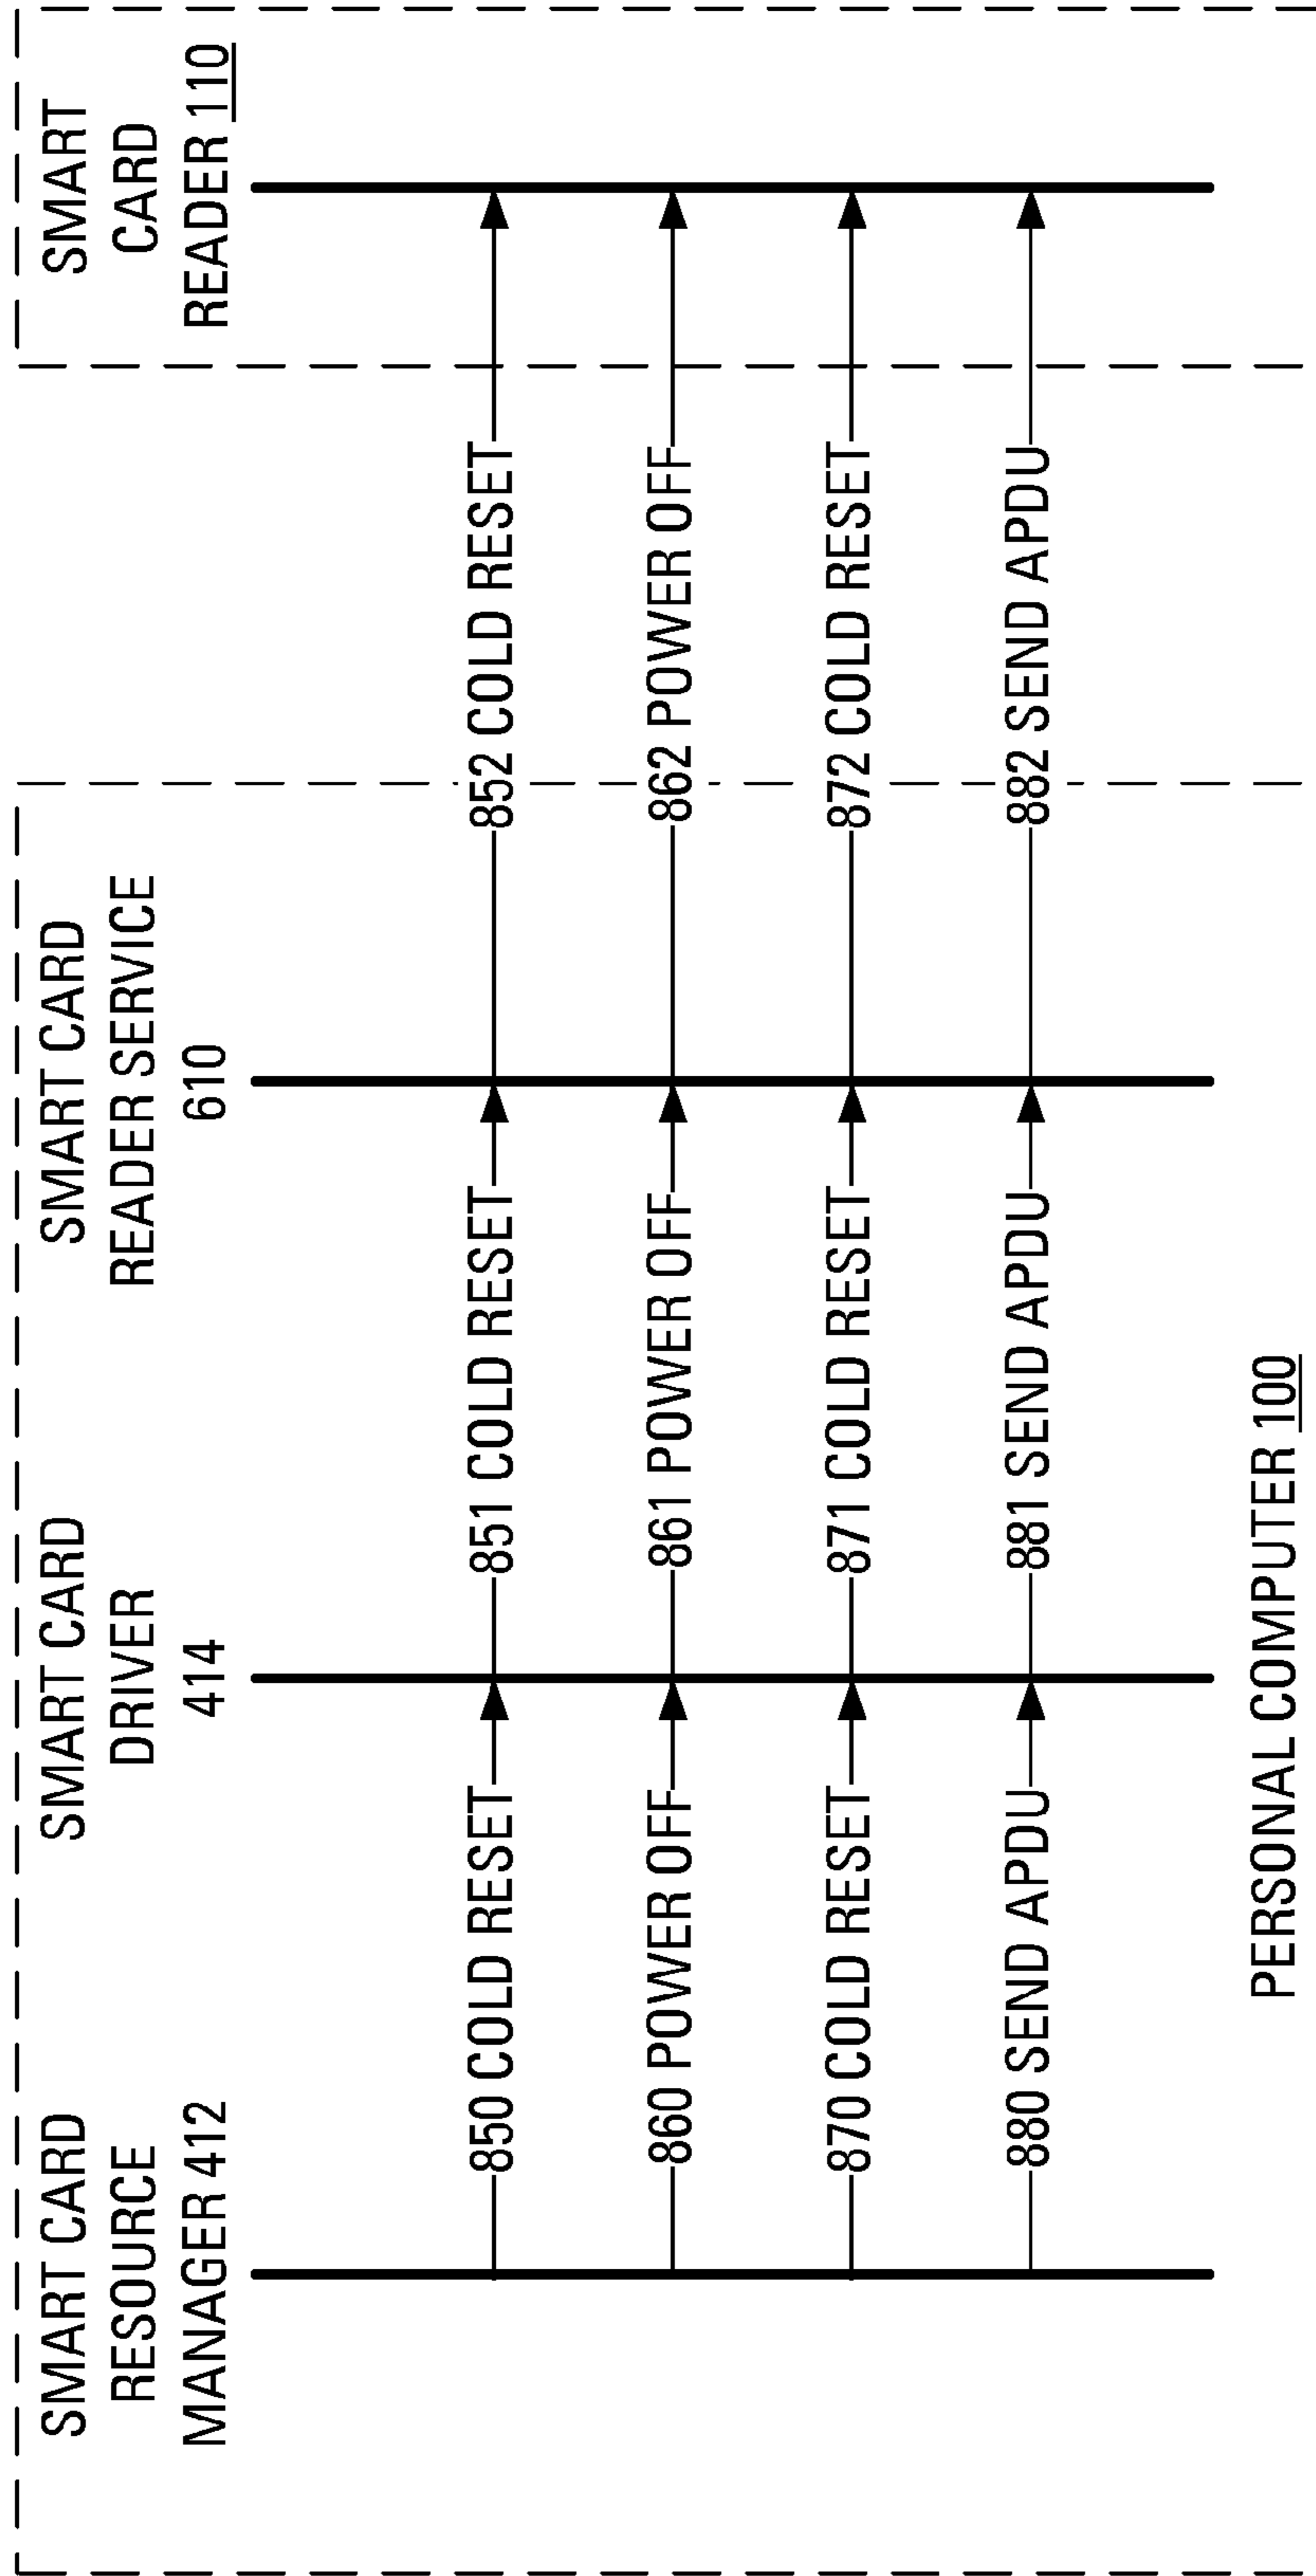 SMART CARD
RESOURCE
MANAGER 412
SMART CARD
DRIVER
414
SMART CARD
READER SERVICE
610
SMART
CARD
READER 110
850 COLD RESET
851 COLD RESET
852 COLD RESET
860 POWER OFF
861 POWER OFF
862 POWER OFF
870 COLD RESET
871 COLD RESET
872 COLD RESET
880 SEND APDU
881 SEND APDU
882 SEND APDU
PERSONAL COMPUTER 100